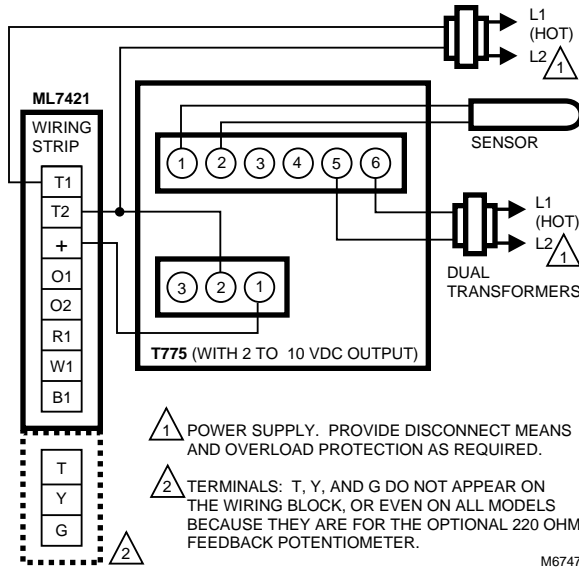 L1
(HOT)
L2 1
ML7421
WIRING
STRIP
1 2 3 4 5 6
SENSOR
T1
T2
+
O1
O2
R1
W1
B1
L1
(HOT)
L2 1
DUAL
TRANSFORMERS
3 2 1
T775 (WITH 2 TO 10 VDC OUTPUT)
T
Y
G
2
1 POWER SUPPLY. PROVIDE DISCONNECT MEANS
AND OVERLOAD PROTECTION AS REQUIRED.
2 TERMINALS: T, Y, AND G DO NOT APPEAR ON
THE WIRING BLOCK, OR EVEN ON ALL MODELS
BECAUSE THEY ARE FOR THE OPTIONAL 220 OHM
FEEDBACK POTENTIOMETER.
M6747